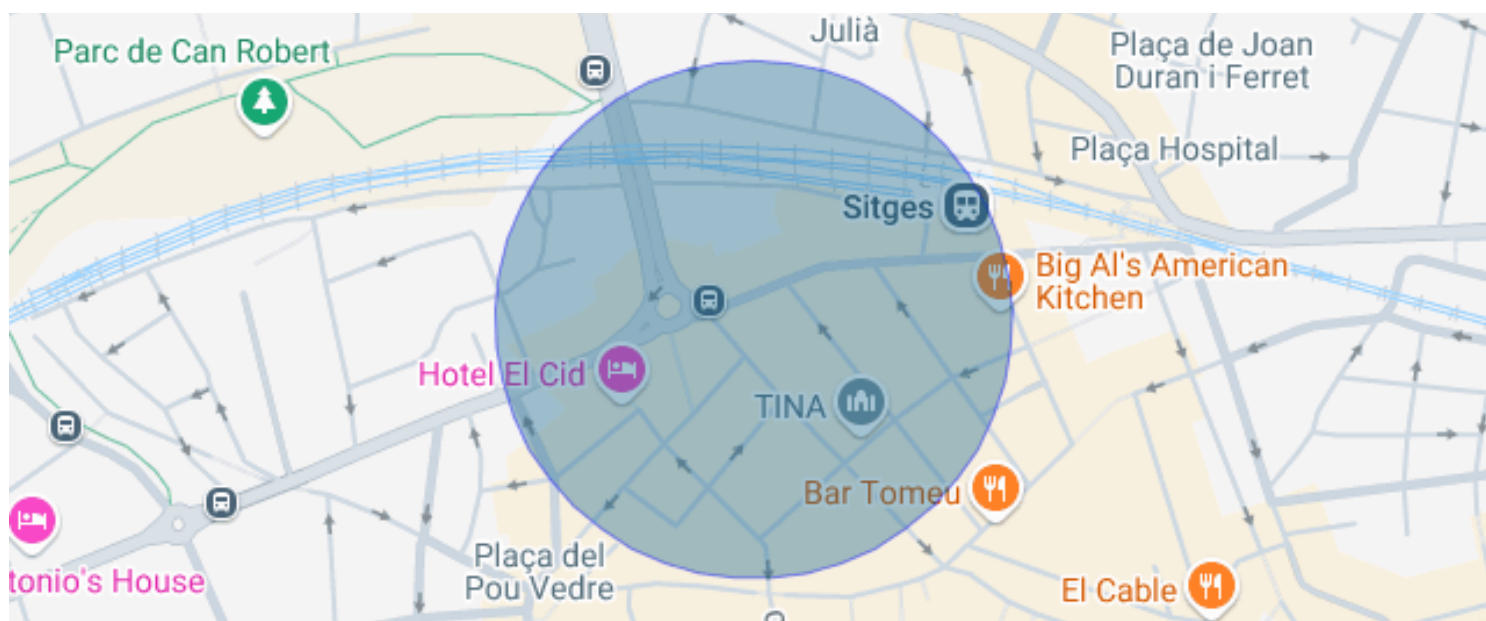 Julià
Parc de Can Robert
Plaça de Joan
Duran i Ferret
Plaça Hospital
Sitges
Big Al's American
Kitchen
Hotel El Cid
TINA
Bar Tomeu
Plaça del
Pou Vedre
tonio's House
El Cable